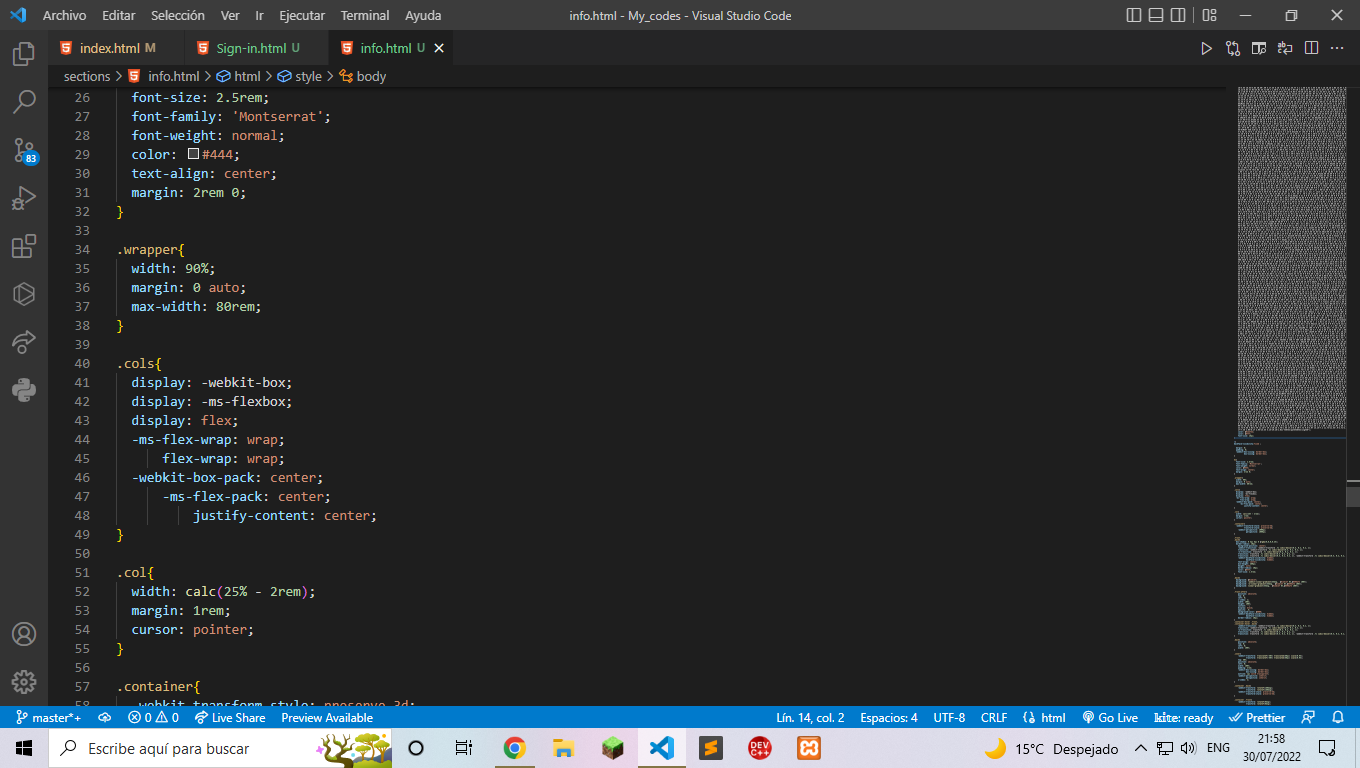 Archivo Editar Selección Ver Ir Ejecutar Terminal Ayuda info.html - My_codes - Visual Studio Code
index.html M Sign-in.html U info.html U
sections > info.html > html > style > body
26 font-size: 2.5rem;
27 font-family: 'Montserrat';
28 font-weight: normal;
29 color: #444;
30 text-align: center;
31 margin: 2rem 0;
32 }
33
34 .wrapper{
35 width: 90%;
36 margin: 0 auto;
37 max-width: 80rem;
38 }
39
40 .cols{
41 display: -webkit-box;
42 display: -ms-flexbox;
43 display: flex;
44 -ms-flex-wrap: wrap;
45 flex-wrap: wrap;
46 -webkit-box-pack: center;
47 -ms-flex-pack: center;
48 justify-content: center;
49 }
50
51 .col{
52 width: calc(25% - 2rem);
53 margin: 1rem;
54 cursor: pointer;
55 }
56
57 .container{
58 -webkit-transform-style: preserve-3d;
83
master*+ 0 0 Live Share Preview Available Lín. 14, col. 2 Espacios: 4 UTF-8 CRLF html Go Live kite: ready Prettier
Escribe aquí para buscar DEV C++ 15°C Despejado ENG 21:58
30/07/2022